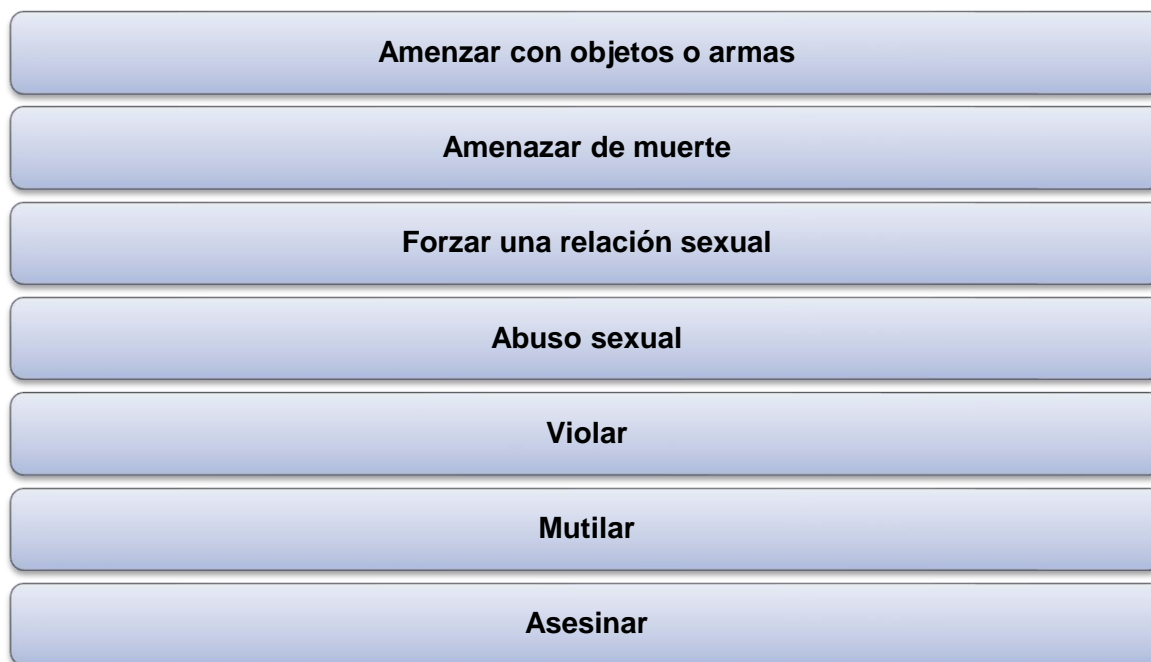 Amenzar con objetos o armas
Amenazar de muerte
Forzar una relación sexual
Abuso sexual
Violar
Mutilar
Asesinar